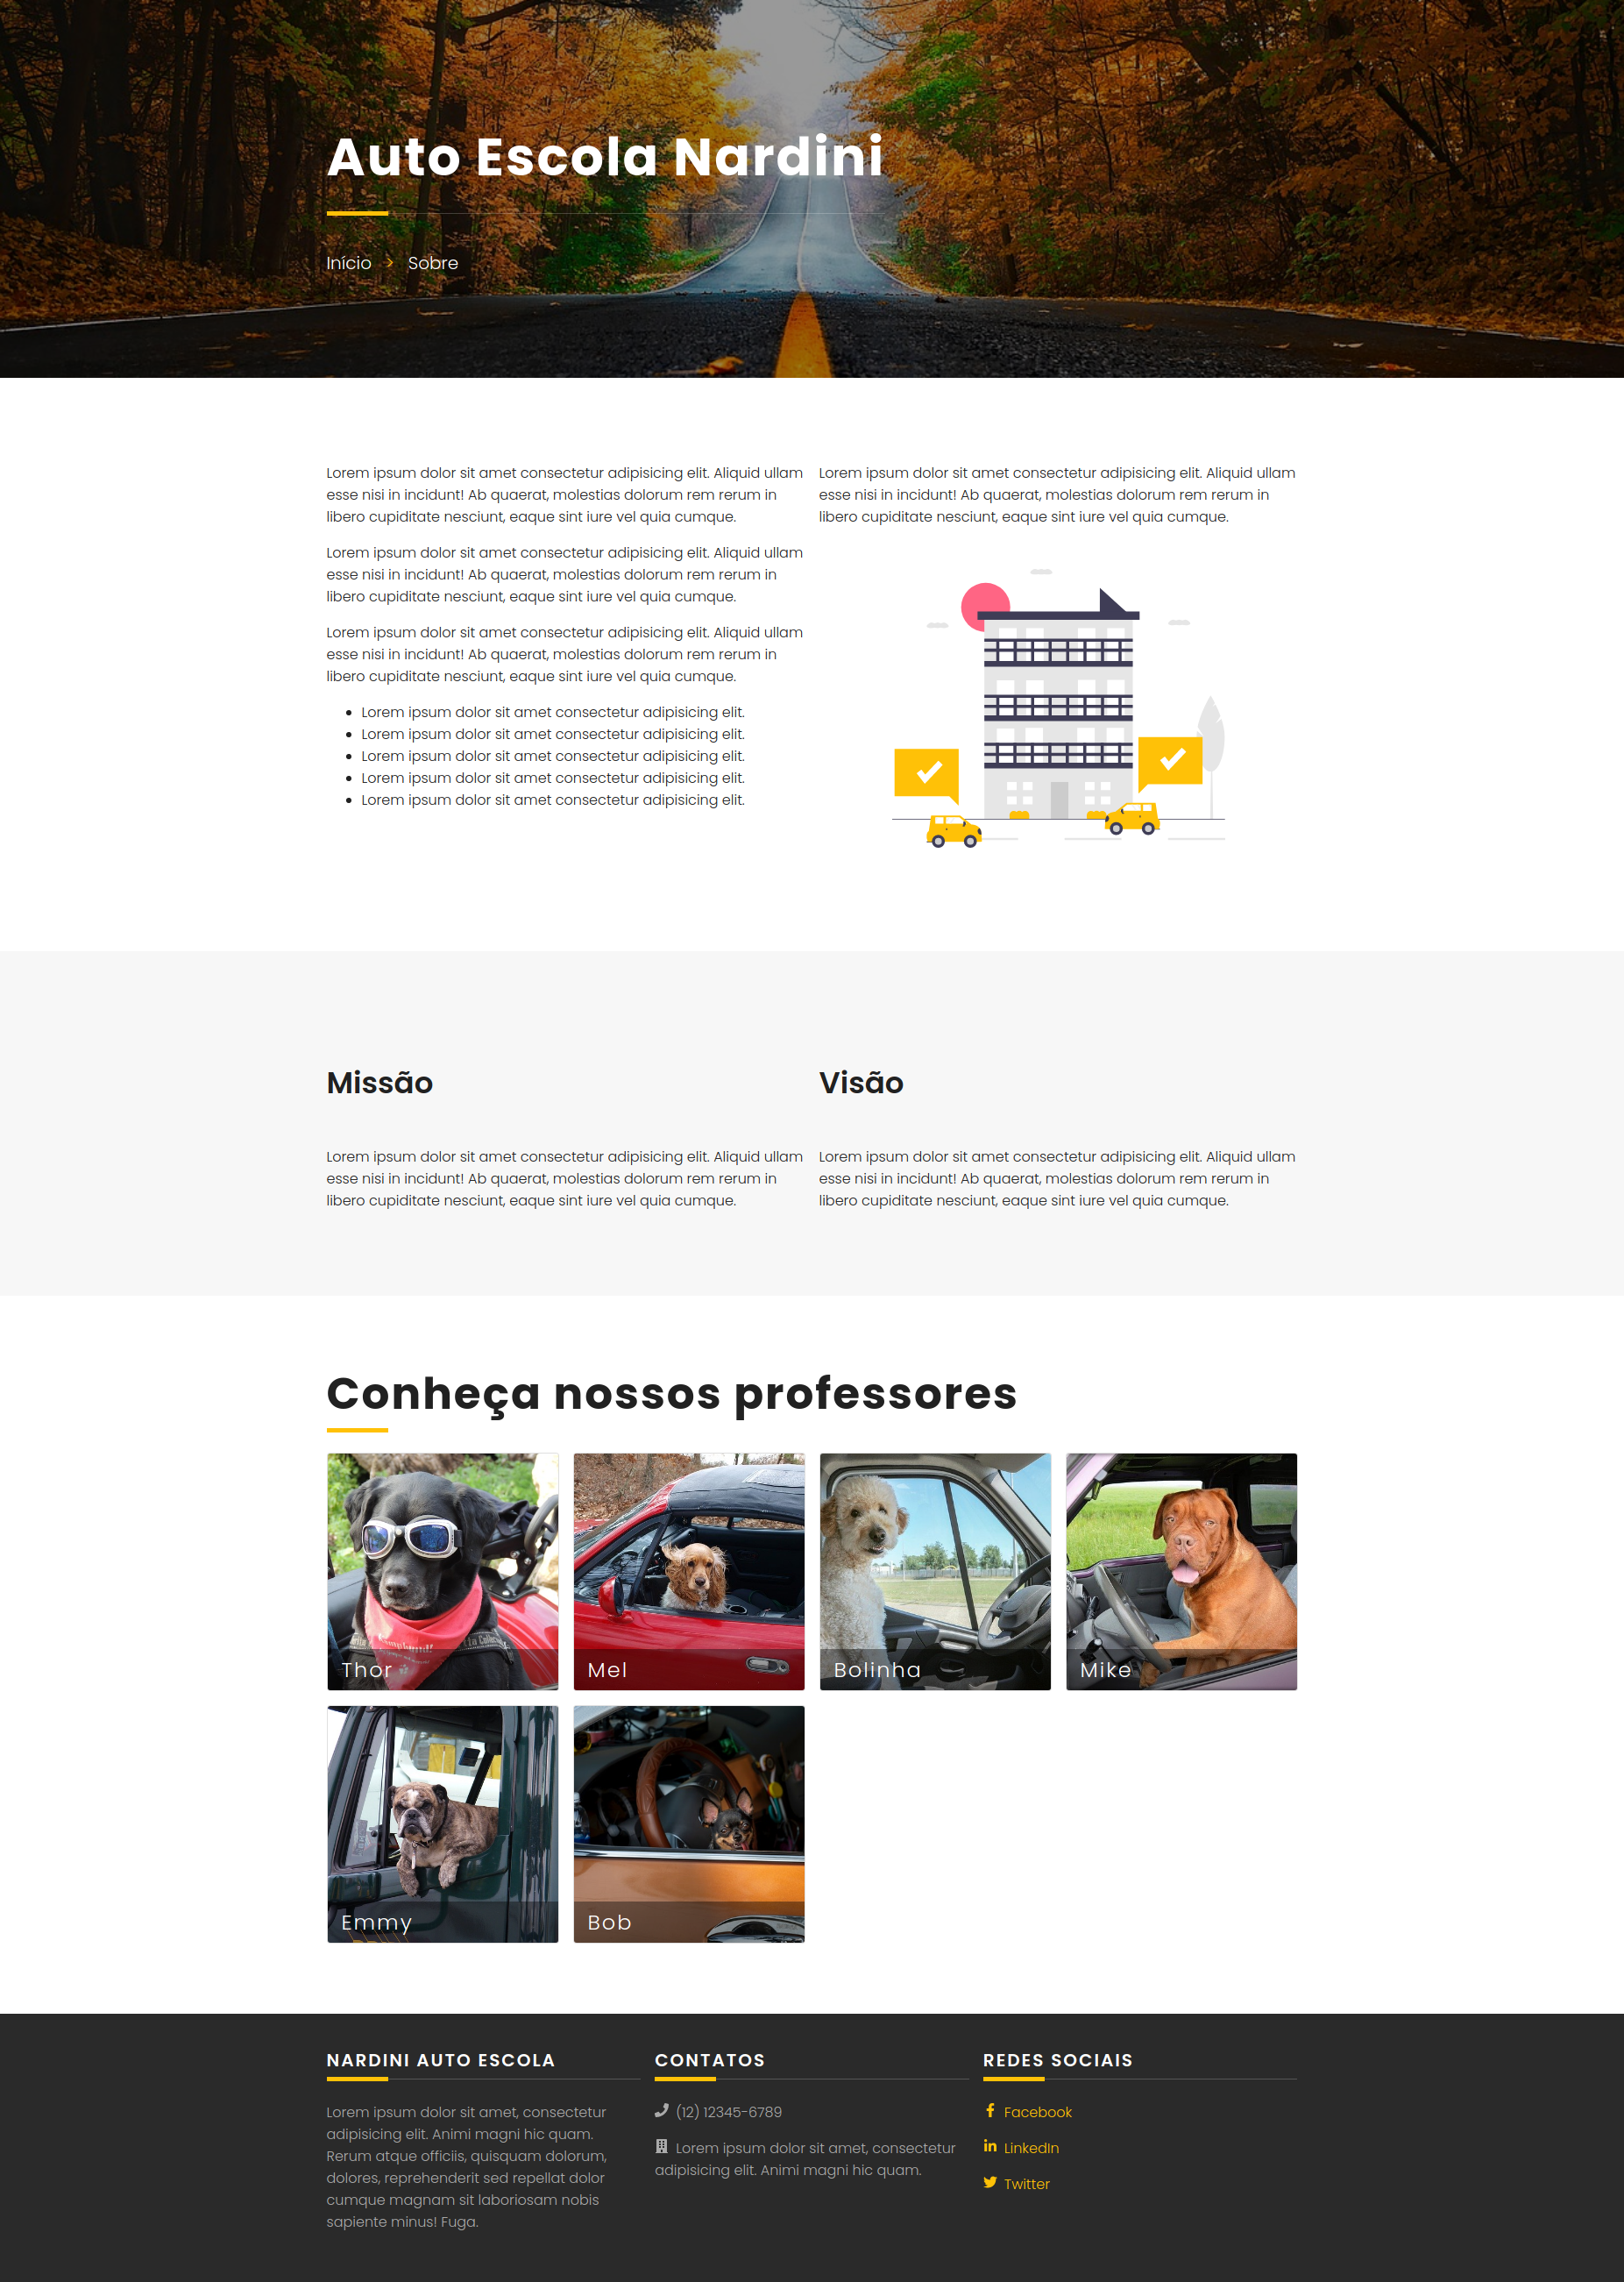 Auto Escola Nardini
Início > Sobre
Lorem ipsum dolor sit amet consectetur adipisicing elit. Aliquid ullam
esse nisi in incidunt! Ab quaerat, molestias dolorum rem rerum in
libero cupiditate nesciunt, eaque sint iure vel quia cumque.
Lorem ipsum dolor sit amet consectetur adipisicing elit. Aliquid ullam
esse nisi in incidunt! Ab quaerat, molestias dolorum rem rerum in
libero cupiditate nesciunt, eaque sint iure vel quia cumque.
Lorem ipsum dolor sit amet consectetur adipisicing elit. Aliquid ullam
esse nisi in incidunt! Ab quaerat, molestias dolorum rem rerum in
libero cupiditate nesciunt, eaque sint iure vel quia cumque.
Lorem ipsum dolor sit amet consectetur adipisicing elit.
Lorem ipsum dolor sit amet consectetur adipisicing elit.
Lorem ipsum dolor sit amet consectetur adipisicing elit.
Lorem ipsum dolor sit amet consectetur adipisicing elit.
Lorem ipsum dolor sit amet consectetur adipisicing elit.
Lorem ipsum dolor sit amet consectetur adipisicing elit. Aliquid ullam
esse nisi in incidunt! Ab quaerat, molestias dolorum rem rerum in
libero cupiditate nesciunt, eaque sint iure vel quia cumque.
Missão
Lorem ipsum dolor sit amet consectetur adipisicing elit. Aliquid ullam
esse nisi in incidunt! Ab quaerat, molestias dolorum rem rerum in
libero cupiditate nesciunt, eaque sint iure vel quia cumque.
Visão
Lorem ipsum dolor sit amet consectetur adipisicing elit. Aliquid ullam
esse nisi in incidunt! Ab quaerat, molestias dolorum rem rerum in
libero cupiditate nesciunt, eaque sint iure vel quia cumque.
Conheça nossos professores
Thor
Mel
Bolinha
Mike
Emmy
Bob
NARDINI AUTO ESCOLA
Lorem ipsum dolor sit amet, consectetur
adipisicing elit. Animi magni hic quam.
Rerum atque officiis, quisquam dolorum,
dolores, reprehenderit sed repellat dolor
cumque magnam sit laboriosam nobis
sapiente minus! Fuga.
CONTATOS
(12) 12345-6789
Lorem ipsum dolor sit amet, consectetur
adipisicing elit. Animi magni hic quam.
REDES SOCIAIS
Facebook
LinkedIn
Twitter